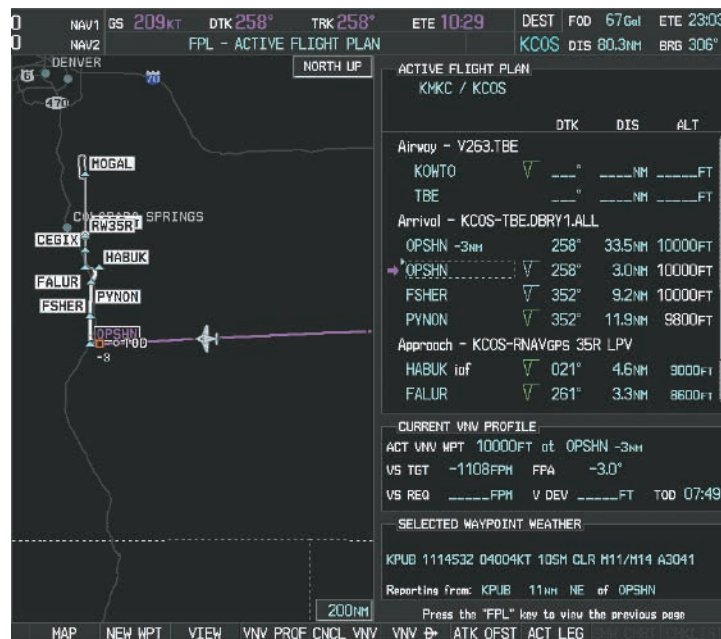 0 NAV1 GS 209KT DTK 258° TRK 258° ETE 10:29 DEST FOD 67Gal ETE 23:03
0 NAV2 FPL – ACTIVE FLIGHT PLAN KCOS DIS 80.3NM BRG 306°
DENVER
NORTH UP
70
470
MOGAL
COLORADO SPRINGS
RW35R
CEGIX
HABUK
FALUR
PYNON
FSHER
OPSHN
TOD
-3
200NM
ACTIVE FLIGHT PLAN
KMKC / KCOS
DTK DIS ALT
Airway – V263.TBE
KOWTO ___° ____NM _____FT
TBE ___° ____NM _____FT
Arrival – KCOS-TBE.DBRY1.ALL
OPSHN -3NM 258° 33.5NM 10000FT
OPSHN 258° 3.0NM 10000FT
FSHER 352° 9.2NM 10000FT
PYNON 352° 11.9NM 9800FT
Approach – KCOS-RNAVGPS 35R LPV
HABUK iaf 021° 4.6NM 9000FT
FALUR 261° 3.3NM 8600FT
CURRENT VNV PROFILE
ACT VNV WPT 10000FT at OPSHN -3NM
VS TGT -1108FPM FPA -3.0°
VS REQ _____FPM V DEV _____FT TOD 07:49
SELECTED WAYPOINT WEATHER
KPUB 111453Z 04004KT 10SM CLR M11/M14 A3041
Reporting from: KPUB 11NM NE of OPSHN
Press the "FPL" key to view the previous page
MAP NEW WPT VIEW VNV PROF CNCL VNV VNV D ATK OFST ACT LEG